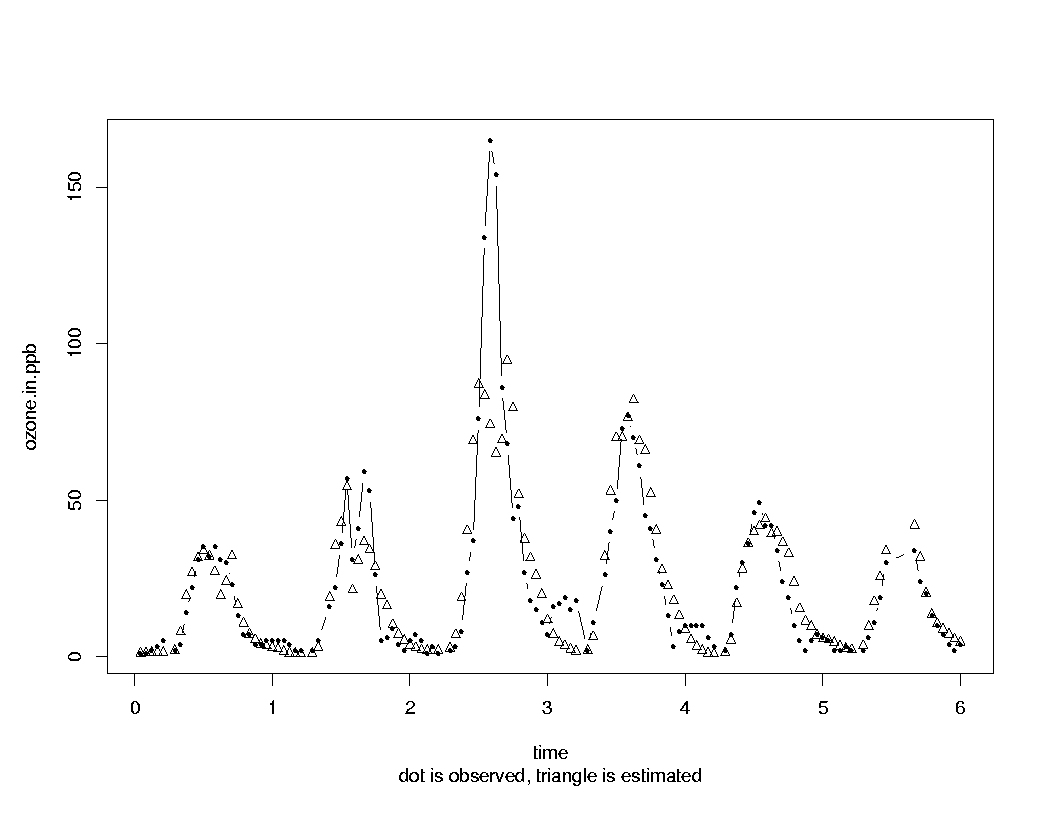 150
100
50
0
ozone.in.ppb
0 1 2 3 4 5 6
time
dot is observed, triangle is estimated